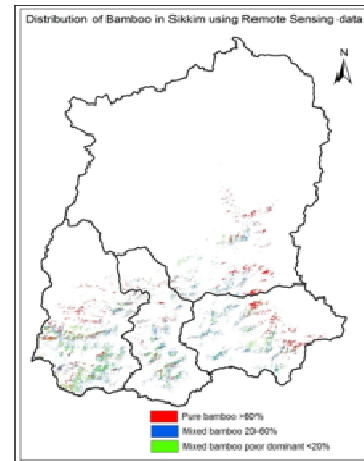 Distribution of Bamboo in Sikkim using Remote Sensing data
N
Pure bamboo >60%
Mixed bamboo 20-60%
Mixed bamboo poor dominant <20%